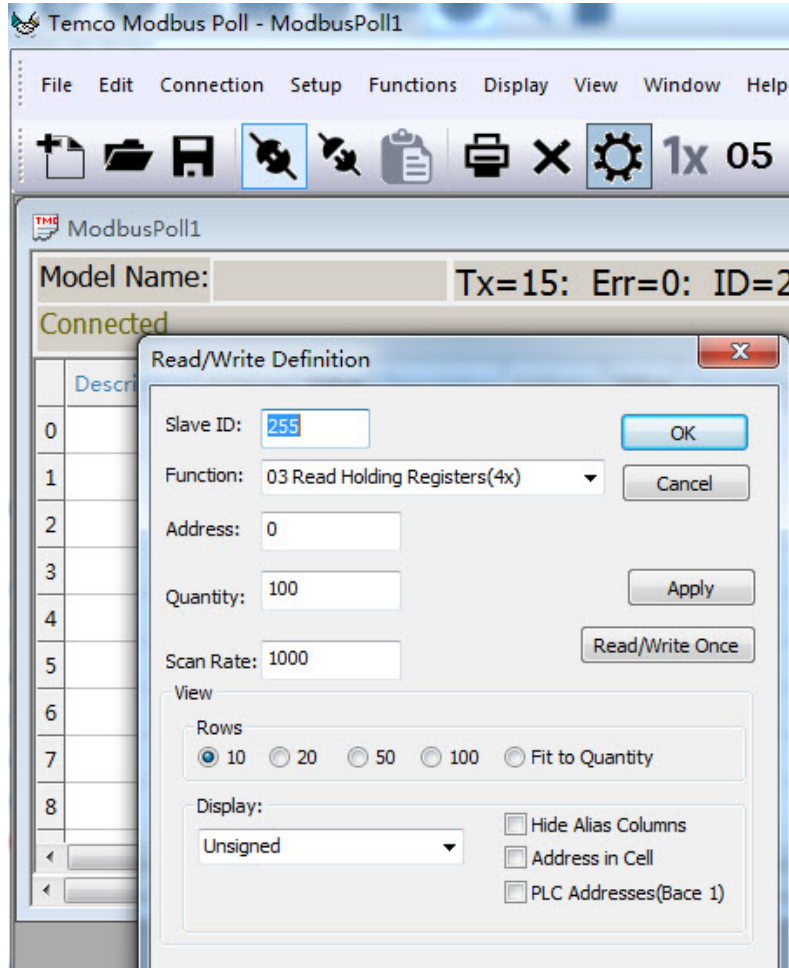 Temco Modbus Poll - ModbusPoll1
File Edit Connection Setup Functions Display View Window Help
1x 05
TMP ModbusPoll1
Model Name: Tx=15: Err=0: ID=2
Connected
Read/Write Definition
Descri
Slave ID: 255 OK
0
Function: 03 Read Holding Registers(4x) Cancel
1
Address: 0
2
3
Quantity: 100 Apply
4
Read/Write Once
Scan Rate: 1000
5
View
6
Rows
10 20 50 100 Fit to Quantity
7
Display:
8
Hide Alias Columns
Unsigned
Address in Cell
PLC Addresses(Bace 1)